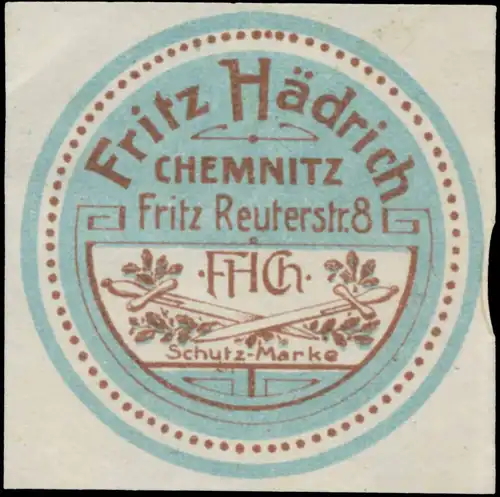 Fritz Hädrich
CHEMNITZ
Fritz Reuterstr. 8
·FHCh·
Schutz-Marke